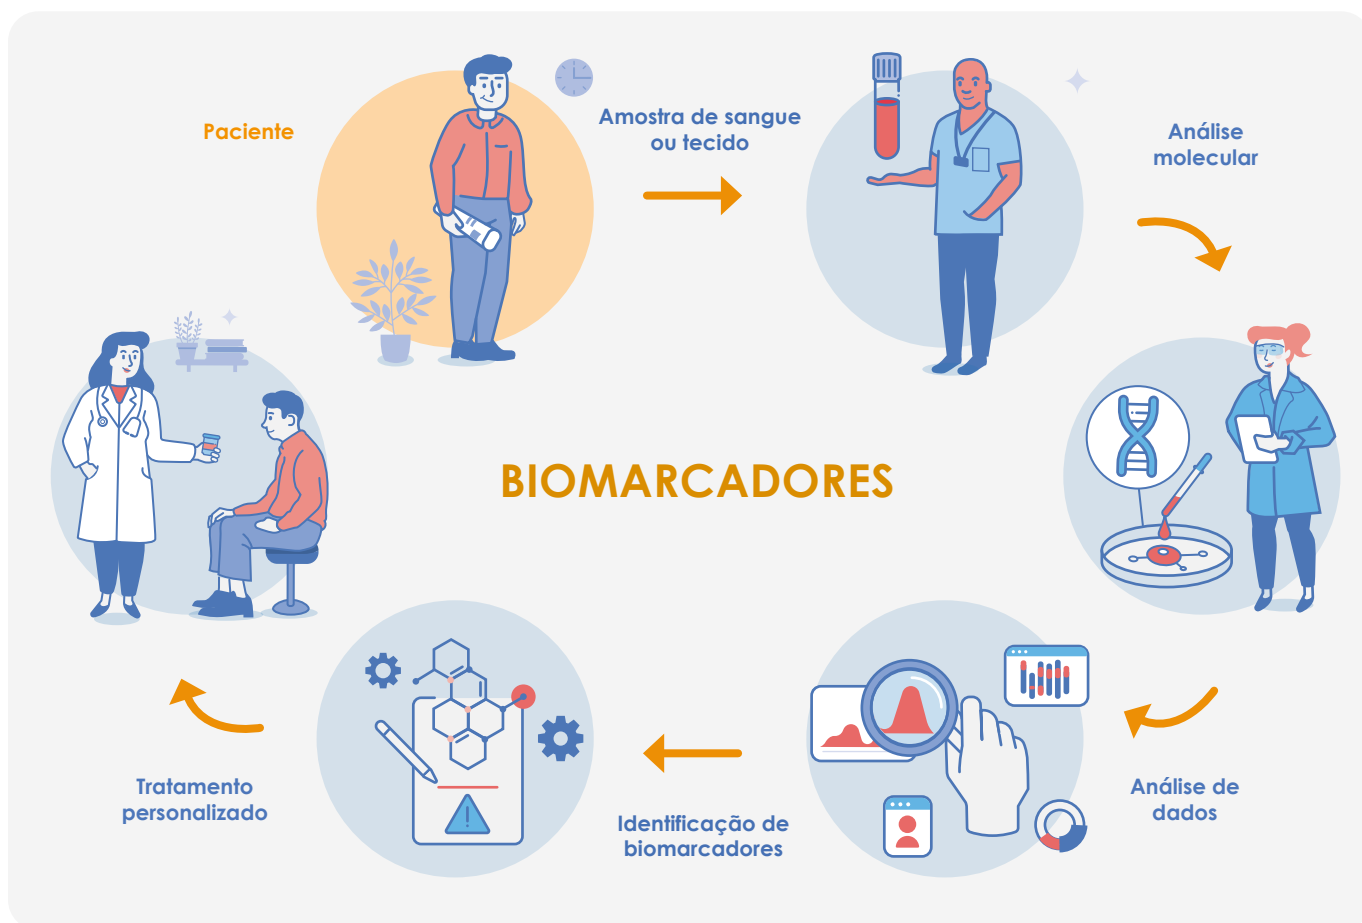 Paciente
Amostra de sangue
ou tecido
Análise
molecular
BIOMARCADORES
Análise de
dados
Identificação de
biomarcadores
Tratamento
personalizado